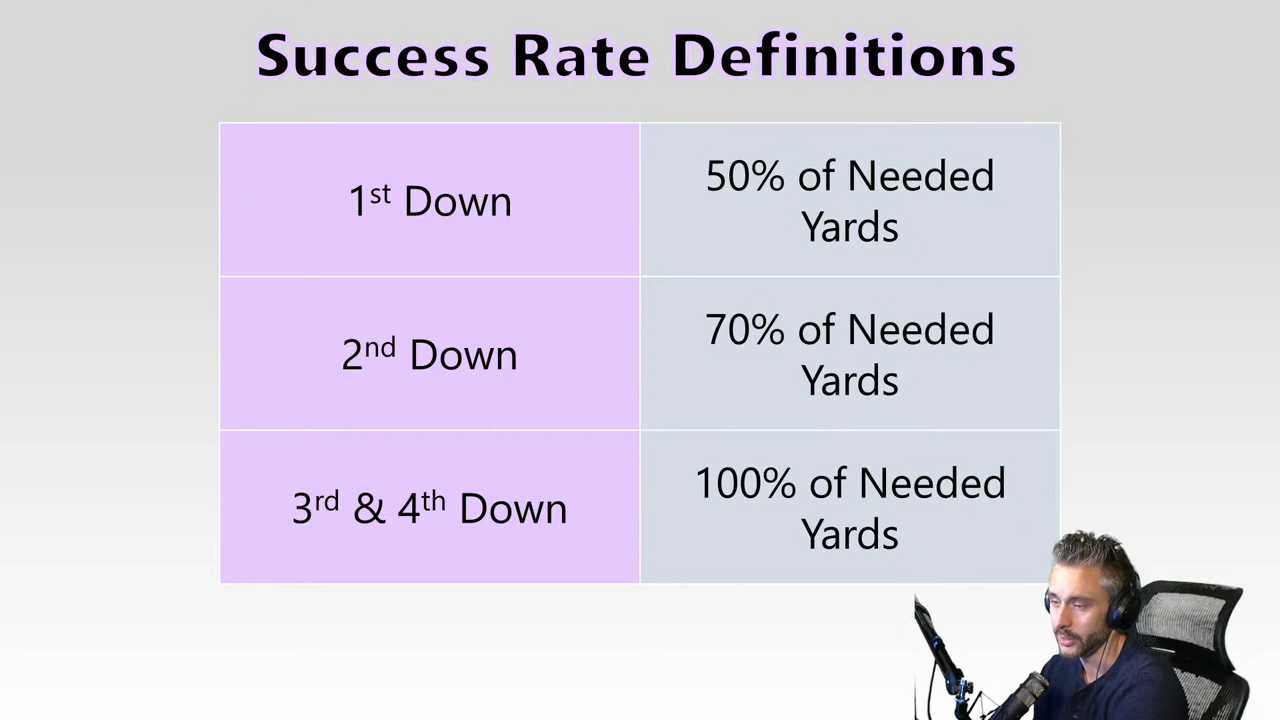 Success Rate Definitions
1st Down
50% of Needed
Yards
2nd Down
70% of Needed
Yards
3rd & 4th Down
100% of Needed
Yards